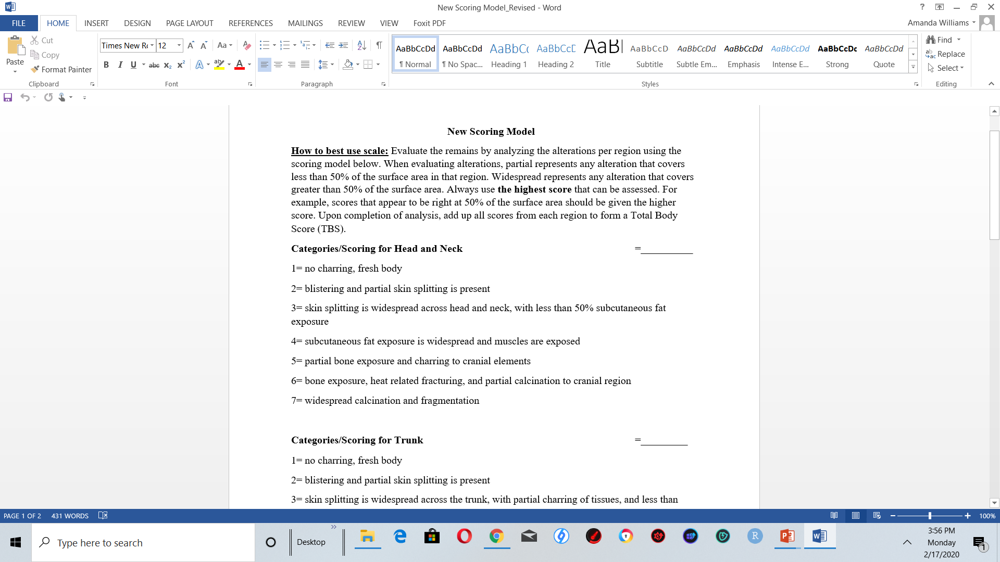 New Scoring Model_Revised - Word
?
FILE HOME INSERT DESIGN PAGE LAYOUT REFERENCES MAILINGS REVIEW VIEW Foxit PDF Amanda Williams
Paste Cut Copy Format Painter
Clipboard
Times New Ro 12 Aa
B I U abc x₂ x² A ab A
Font
Paragraph
AaBbCcDd AaBbCcDd AaBbCc AaBbCcD AaBl AaBbCcD AaBbCcDd AaBbCcDd AaBbCcDd AaBbCcDc AaBbCcDd
¶ Normal ¶ No Spac... Heading 1 Heading 2 Title Subtitle Subtle Em... Emphasis Intense E... Strong Quote
Styles
Find
Replace
Select
Editing
New Scoring Model
How to best use scale: Evaluate the remains by analyzing the alterations per region using the
scoring model below. When evaluating alterations, partial represents any alteration that covers
less than 50% of the surface area in that region. Widespread represents any alteration that covers
greater than 50% of the surface area. Always use the highest score that can be assessed. For
example, scores that appear to be right at 50% of the surface area should be given the higher
score. Upon completion of analysis, add up all scores from each region to form a Total Body
Score (TBS).
Categories/Scoring for Head and Neck =__________
1= no charring, fresh body
2= blistering and partial skin splitting is present
3= skin splitting is widespread across head and neck, with less than 50% subcutaneous fat
exposure
4= subcutaneous fat exposure is widespread and muscles are exposed
5= partial bone exposure and charring to cranial elements
6= bone exposure, heat related fracturing, and partial calcination to cranial region
7= widespread calcination and fragmentation
Categories/Scoring for Trunk =_________
1= no charring, fresh body
2= blistering and partial skin splitting is present
3= skin splitting is widespread across the trunk, with partial charring of tissues, and less than
PAGE 1 OF 2 431 WORDS 100%
Type here to search
Desktop
3:56 PM
Monday
2/17/2020
1